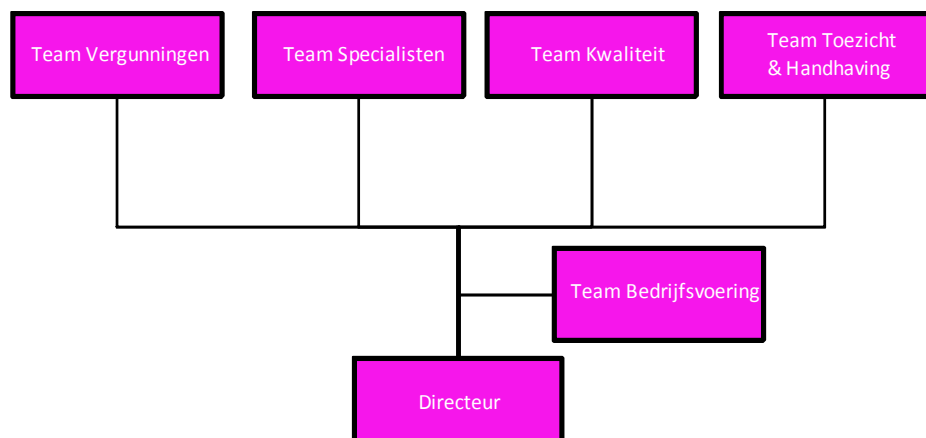 Team Vergunningen
Team Specialisten
Team Kwaliteit
Team Toezicht
& Handhaving
Team Bedrijfsvoering
Directeur